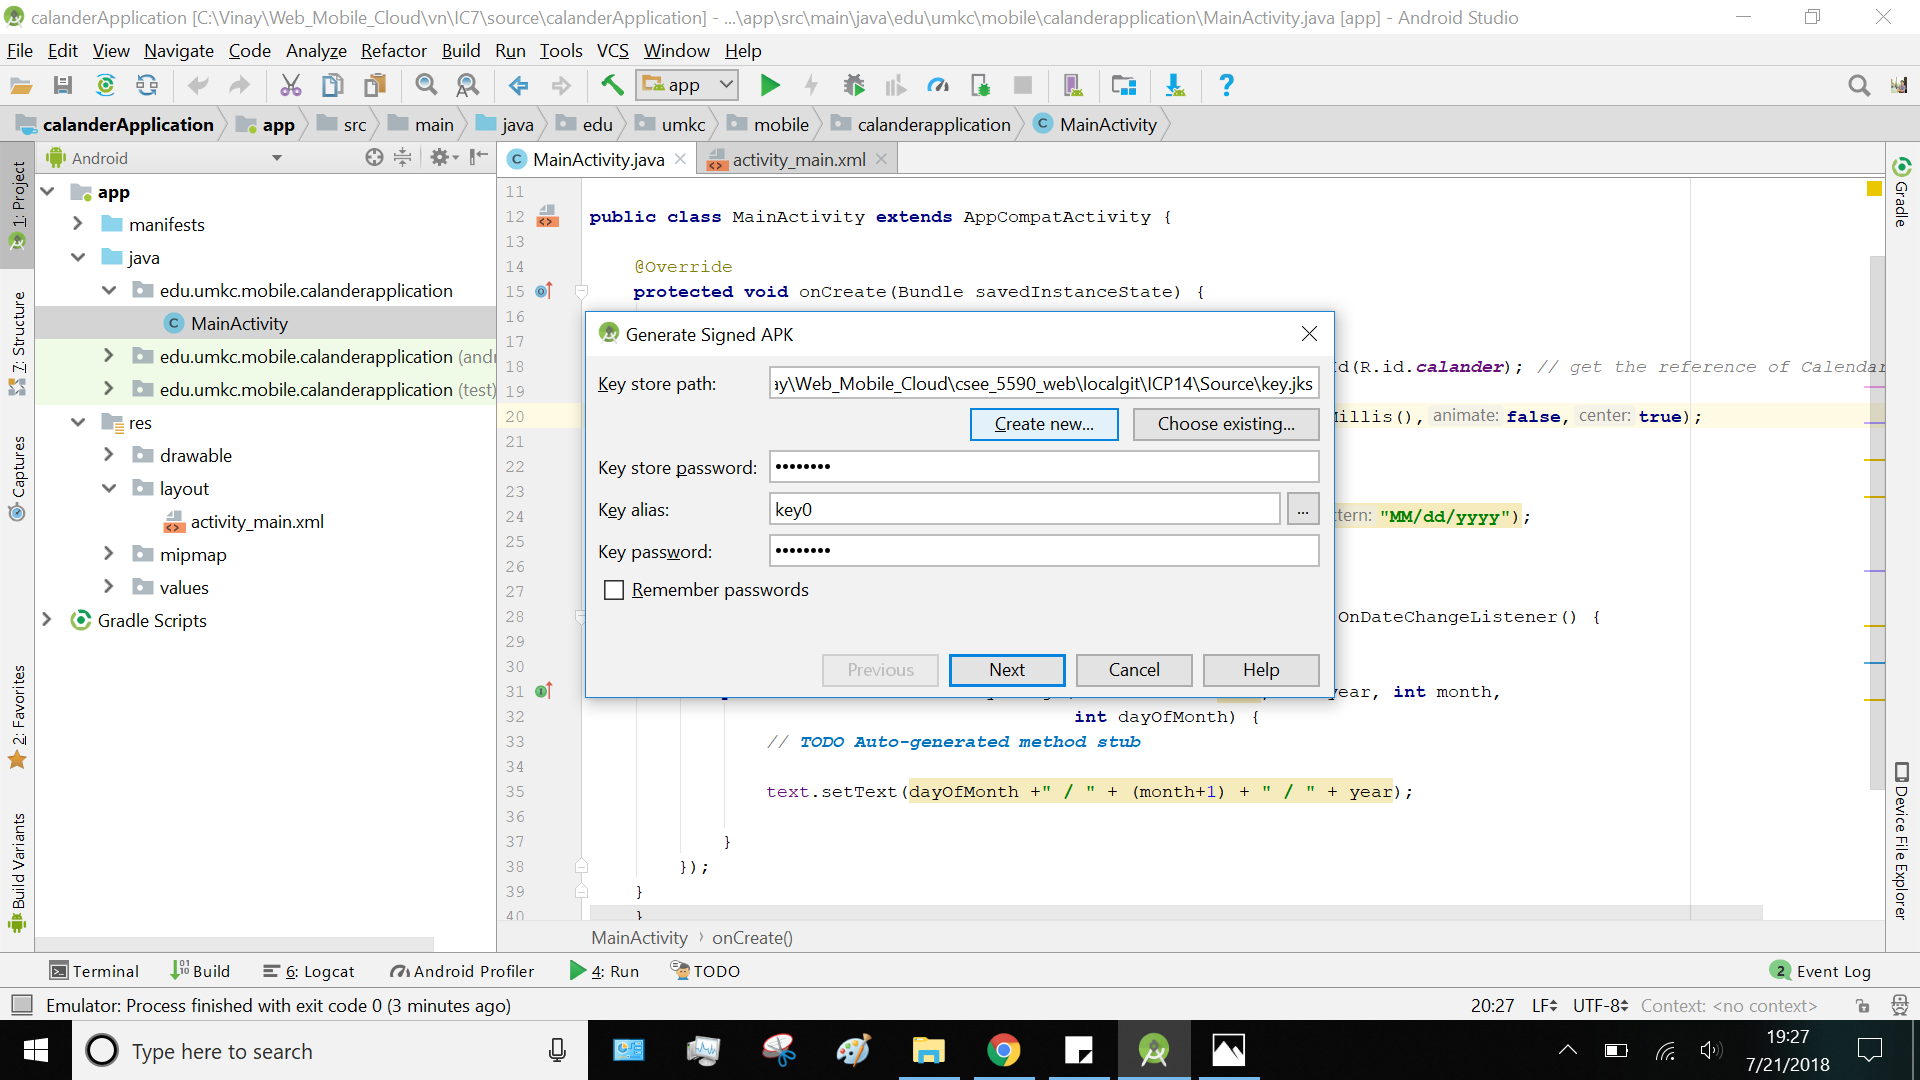 calanderApplication [C:\Vinay\Web_Mobile_Cloud\vn\IC7\source\calanderApplication] - ...\app\src\main\java\edu\umkc\mobile\calanderapplication\MainActivity.java [app] - Android Studio
File Edit View Navigate Code Analyze Refactor Build Run Tools VCS Window Help
app
calanderApplication app src main java edu umkc mobile calanderapplication MainActivity
Android
MainActivity.java activity_main.xml
1: Project
7: Structure
Captures
2: Favorites
Build Variants
app
manifests
java
edu.umkc.mobile.calanderapplication
MainActivity
edu.umkc.mobile.calanderapplication (and
edu.umkc.mobile.calanderapplication (test)
res
drawable
layout
activity_main.xml
mipmap
values
Gradle Scripts
11
12 public class MainActivity extends AppCompatActivity {
13
14 @Override
15 protected void onCreate(Bundle savedInstanceState) {
16
17
18 d(R.id.calander); // get the reference of Calendar
19
20 Millis(), animate: false, center: true);
21
22
23
24 tern: "MM/dd/yyyy");
25
26
27
28 OnDateChangeListener() {
29
30
31 year, int month,
32 int dayOfMonth) {
33 // TODO Auto-generated method stub
34
35 text.setText(dayOfMonth +" / " + (month+1) + " / " + year);
36
37 }
38 });
39 }
40 }
Generate Signed APK
Key store path: ay\Web_Mobile_Cloud\csee_5590_web\localgit\ICP14\Source\key.jks
Create new... Choose existing...
Key store password: ••••••••
Key alias: key0 ...
Key password: ••••••••
Remember passwords
Previous Next Cancel Help
MainActivity › onCreate()
Gradle
Device File Explorer
Terminal Build 6: Logcat Android Profiler 4: Run TODO 2 Event Log
Emulator: Process finished with exit code 0 (3 minutes ago) 20:27 LF UTF-8 Context: <no context>
Type here to search
19:27
7/21/2018